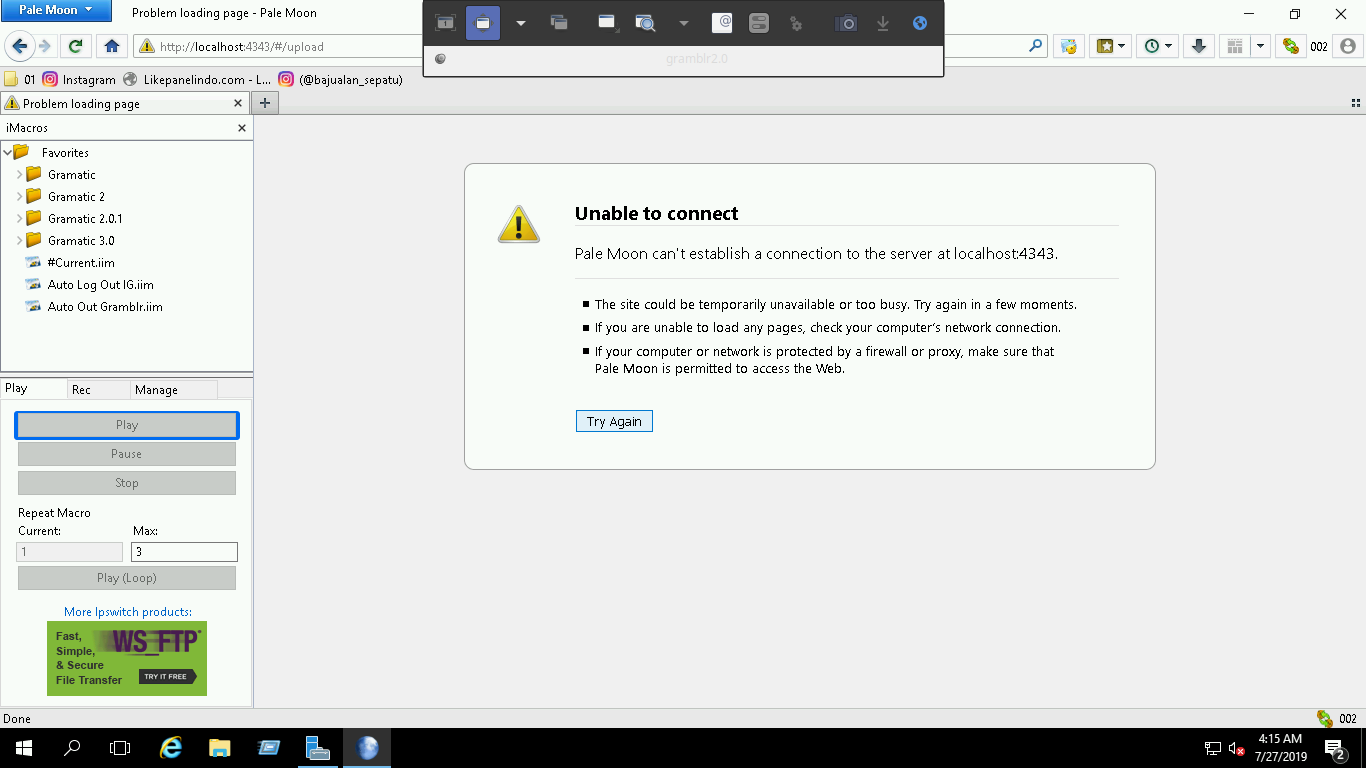 Pale Moon
Problem loading page - Pale Moon
http://localhost:4343/#/upload
002
gramblr2.0
01
Instagram
Likepanelindo.com - L...
(@bajualan_sepatu)
Problem loading page
iMacros
Favorites
Gramatic
Gramatic 2
Gramatic 2.0.1
Gramatic 3.0
#Current.iim
Auto Log Out IG.iim
Auto Out Gramblr.iim
Play
Rec
Manage
Play
Pause
Stop
Repeat Macro
Current:
Max:
1
3
Play (Loop)
More Ipswitch products:
Fast,
Simple,
& Secure
File Transfer
WS_FTP
TRY IT FREE
Unable to connect
Pale Moon can't establish a connection to the server at localhost:4343.
The site could be temporarily unavailable or too busy. Try again in a few moments.
If you are unable to load any pages, check your computer's network connection.
If your computer or network is protected by a firewall or proxy, make sure that
Pale Moon is permitted to access the Web.
Try Again
Done
002
4:15 AM
7/27/2019
2